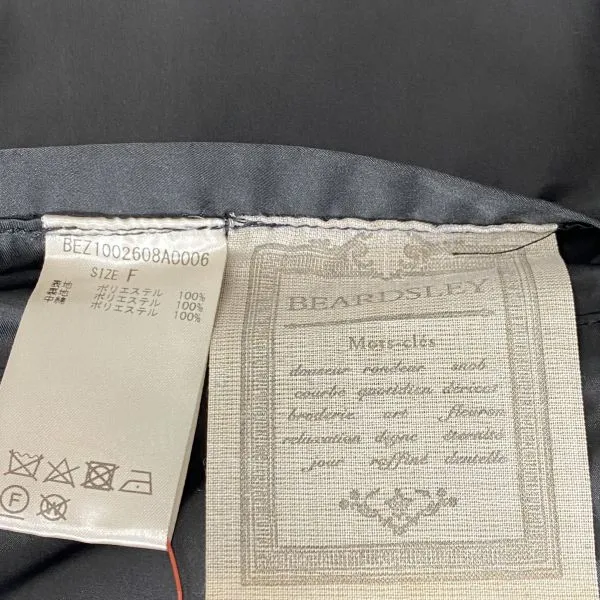 BEZ1002608A0006
SIZE F
表地 ポリエステル 100%
裏地 ポリエステル 100%
中綿 ポリエステル 100%
F
W
BEARDSLEY
Mots-clés
douceur rondeur snob
courbe quotidien dericat
braderie art fleuron
relaxation digne éternité
jour raffiné dentelle